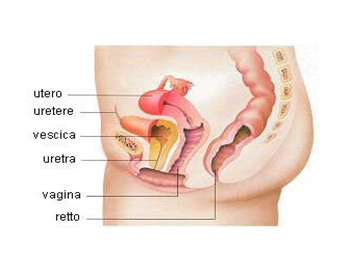 utero
uretere
vescica
uretra
vagina
retto